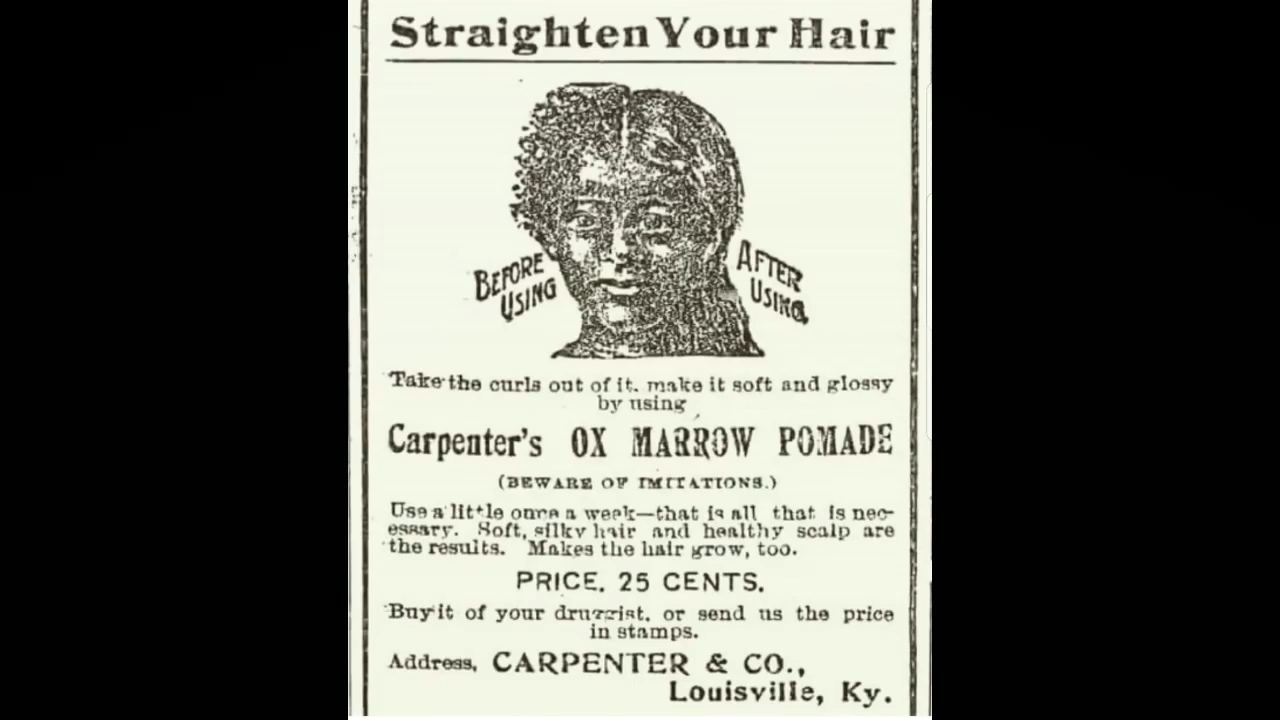 Straighten Your Hair
BEFORE
USING
AFTER
USING
Take the curls out of it, make it soft and glossy
by using
Carpenter's OX MARROW POMADE
(BEWARE OF IMITATIONS.)
Use a little once a week—that is all that is nec-
essary. Soft, silky hair and healthy scalp are
the results. Makes the hair grow, too.
PRICE, 25 CENTS.
Buy it of your druggist, or send us the price
in stamps.
Address, CARPENTER & CO.,
Louisville, Ky.